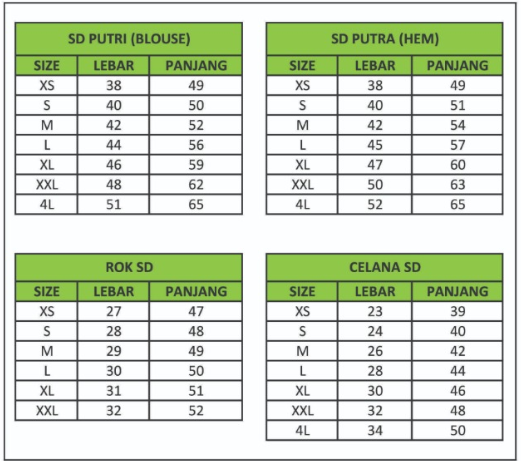 SD PUTRI (BLOUSE)
SIZE LEBAR PANJANG
XS 38 49
S 40 50
M 42 52
L 44 56
XL 46 59
XXL 48 62
4L 51 65
SD PUTRA (HEM)
SIZE LEBAR PANJANG
XS 38 49
S 40 51
M 42 54
L 45 57
XL 47 60
XXL 50 63
4L 52 65
ROK SD
SIZE LEBAR PANJANG
XS 27 47
S 28 48
M 29 49
L 30 50
XL 31 51
XXL 32 52
CELANA SD
SIZE LEBAR PANJANG
XS 23 39
S 24 40
M 26 42
L 28 44
XL 30 46
XXL 32 48
4L 34 50